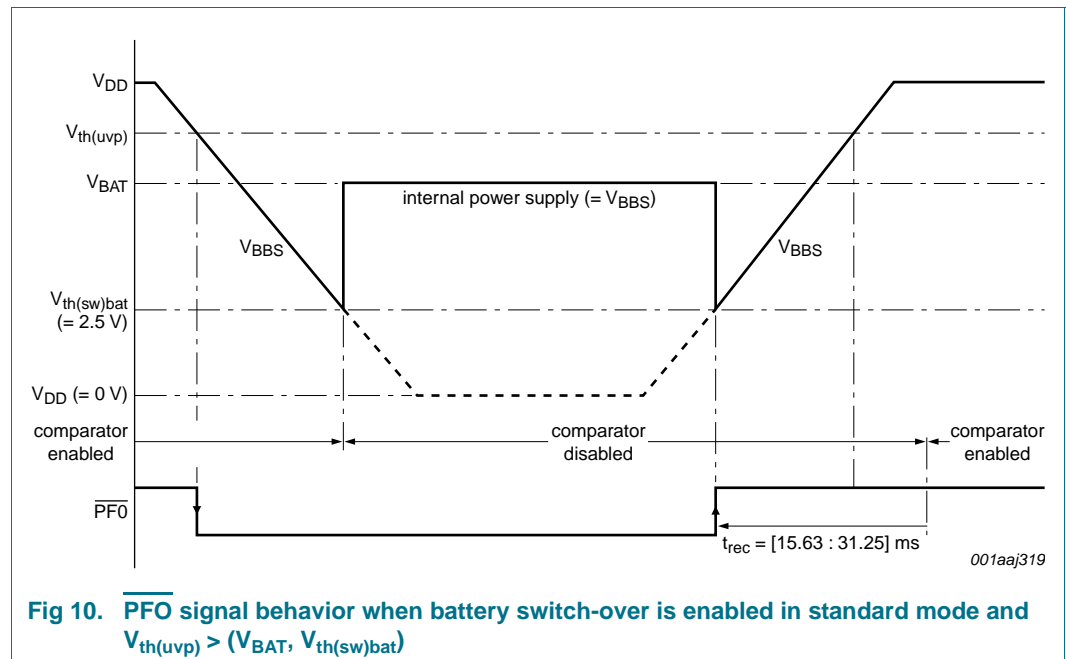 VDD
Vth(uvp)
VBAT
internal power supply (= VBBS)
VBBS
VBBS
Vth(sw)bat
(= 2.5 V)
VDD (= 0 V)
comparator
enabled
comparator
disabled
comparator
enabled
PF0
trec = [15.63 : 31.25] ms
001aaj319
Fig 10. PFO signal behavior when battery switch-over is enabled in standard mode and
Vth(uvp) > (VBAT, Vth(sw)bat)